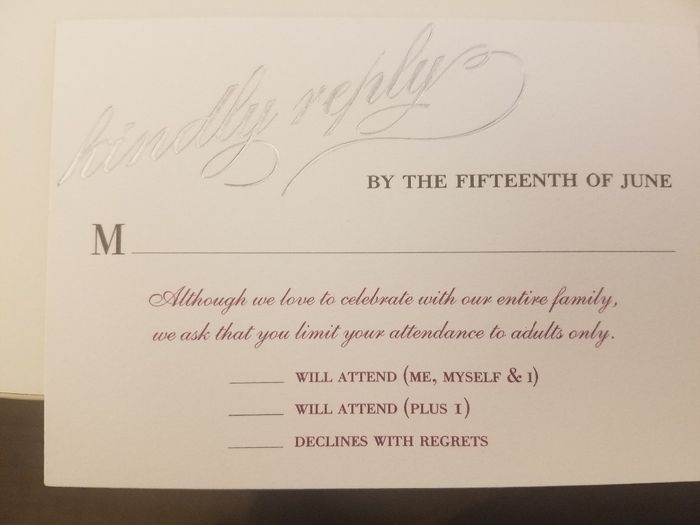 kindly reply
BY THE FIFTEENTH OF JUNE
M
Although we love to celebrate with our entire family,
we ask that you limit your attendance to adults only.
WILL ATTEND (ME, MYSELF & I)
WILL ATTEND (PLUS 1)
DECLINES WITH REGRETS